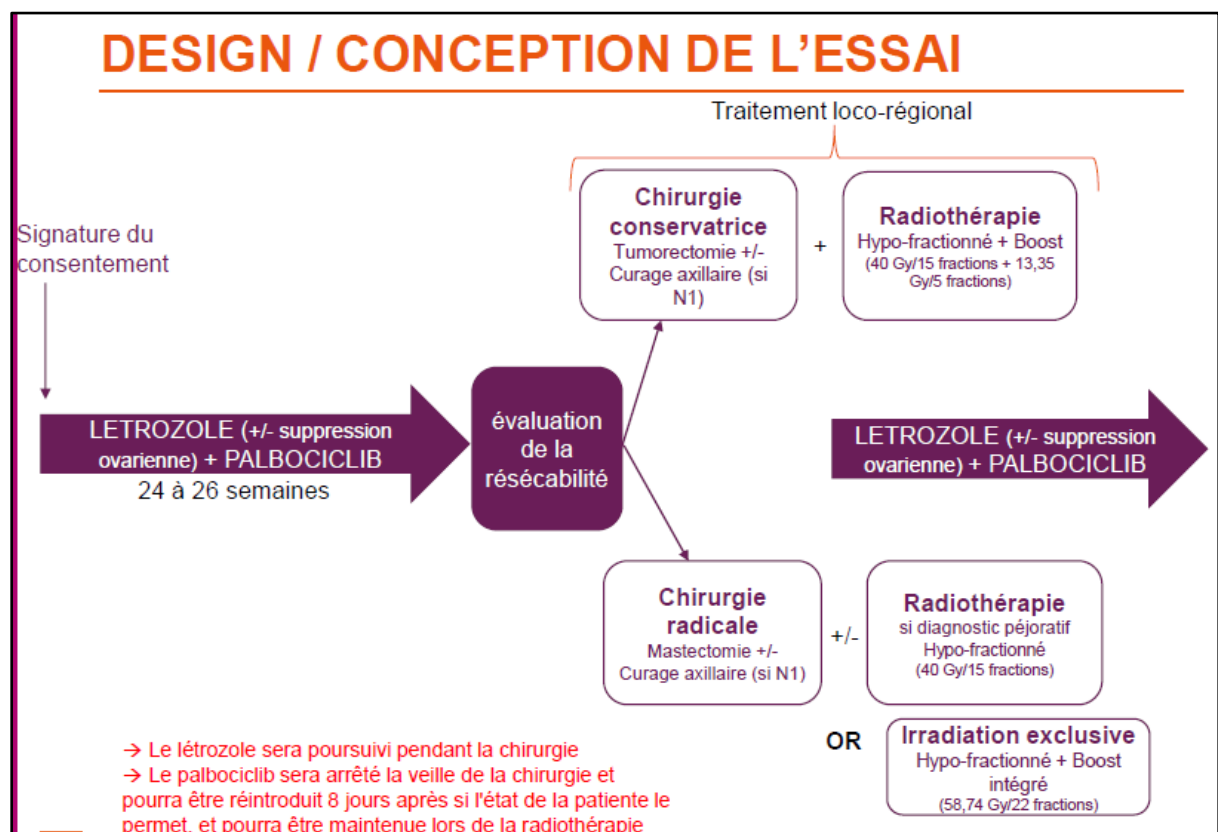 DESIGN / CONCEPTION DE L'ESSAI
Traitement loco-régional
Signature du
consentement
Chirurgie
conservatrice
Tumorectomie +/-
Curage axillaire (si
N1)
+
Radiothérapie
Hypo-fractionné + Boost
(40 Gy/15 fractions + 13,35
Gy/5 fractions)
LETROZOLE (+/- suppression
ovarienne) + PALBOCICLIB
24 à 26 semaines
évaluation
de la
résécabilité
LETROZOLE (+/- suppression
ovarienne) + PALBOCICLIB
Chirurgie
radicale
Mastectomie +/-
Curage axillaire (si N1)
+/-
Radiothérapie
si diagnostic péjoratif
Hypo-fractionné
(40 Gy/15 fractions)
OR
Irradiation exclusive
Hypo-fractionné + Boost
intégré
(58,74 Gy/22 fractions)
→ Le létrozole sera poursuivi pendant la chirurgie
→ Le palbociclib sera arrêté la veille de la chirurgie et
pourra être réintroduit 8 jours après si l'état de la patiente le
permet, et pourra être maintenue lors de la radiothérapie